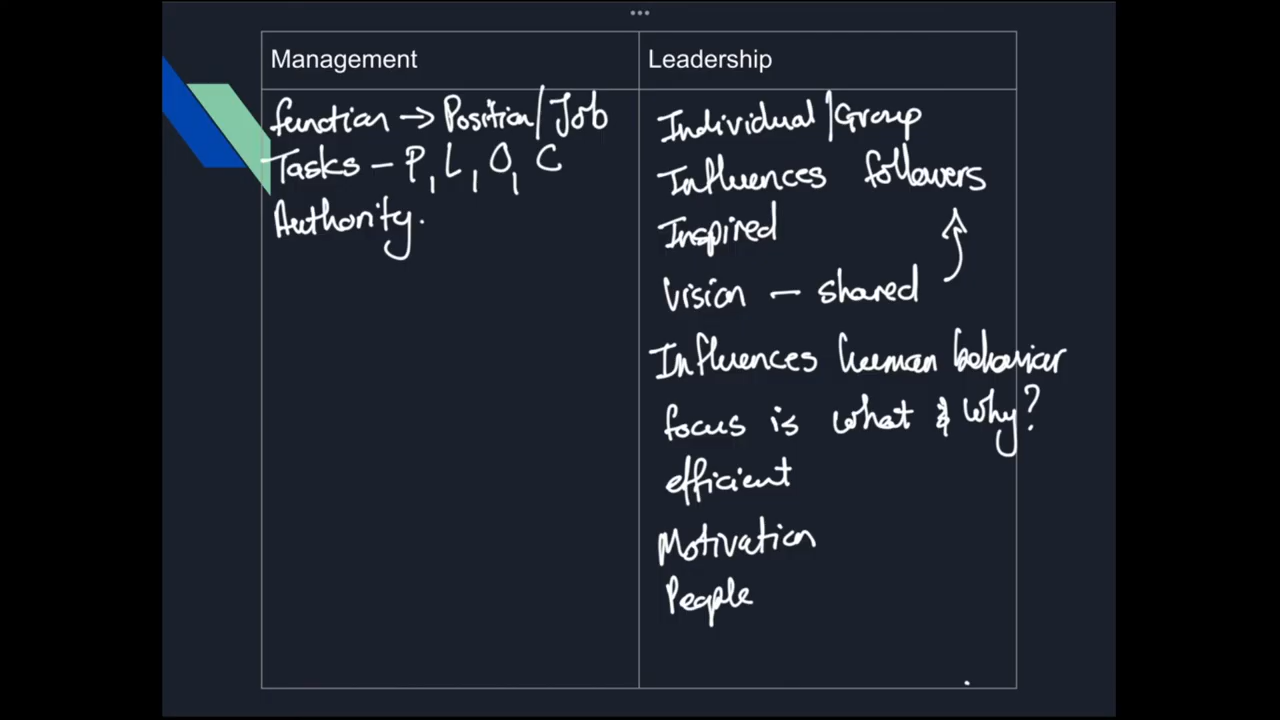 Management
function → Position/Job
Tasks – P, L, O, C
Authority.
Leadership
Individual/Group
Influences followers
Inspired
Vision – shared
Influences human behavior
focus is what & why?
efficient
Motivation
People